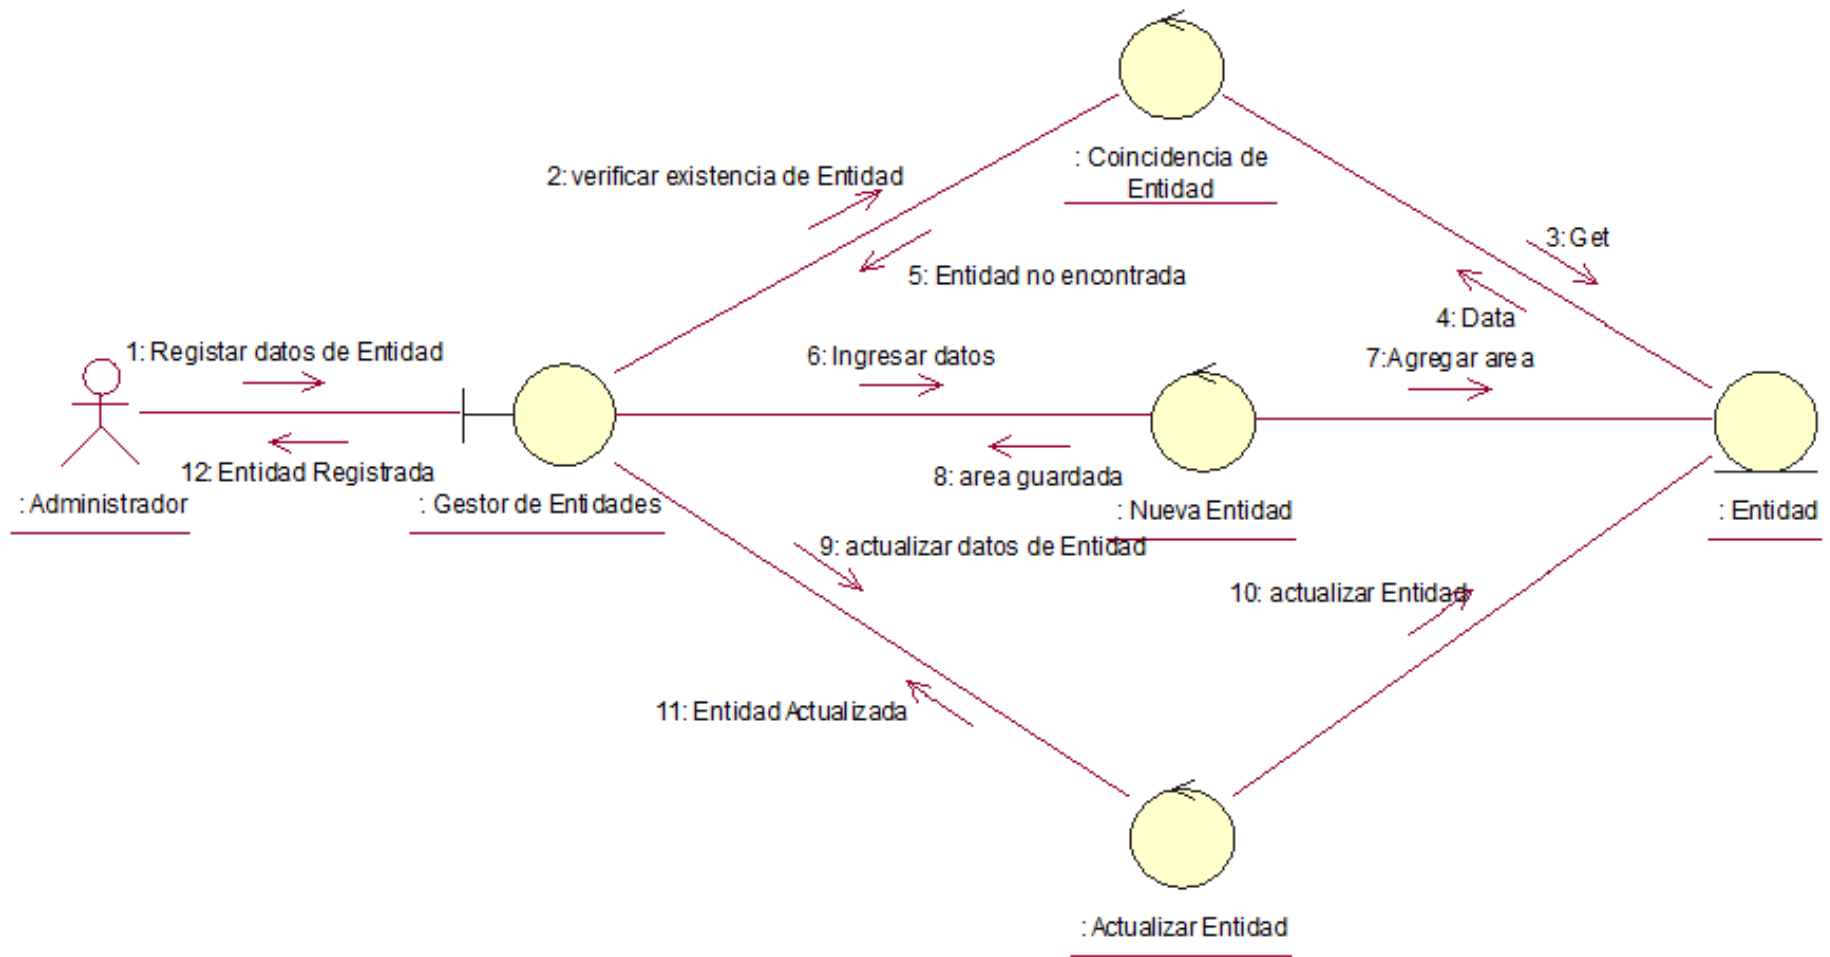 : Coincidencia de
Entidad
2: verificar existencia de Entidad
3: Get
5: Entidad no encontrada
4: Data
1: Registar datos de Entidad
6: Ingresar datos
7:Agregar area
12: Entidad Registrada
8: area guardada
: Administrador
: Gestor de Entidades
: Nueva Entidad
: Entidad
9: actualizar datos de Entidad
10: actualizar Entidad
11: Entidad Actualizada
: Actualizar Entidad